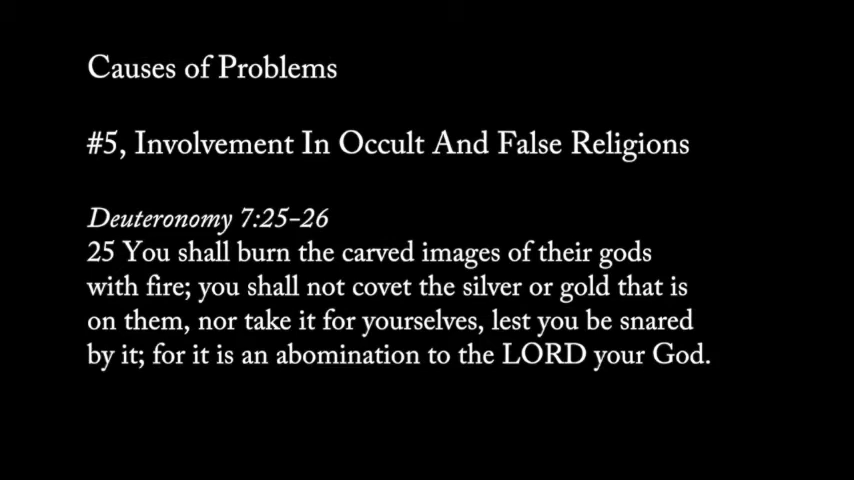 Causes of Problems
#5, Involvement In Occult And False Religions
Deuteronomy 7:25-26
25 You shall burn the carved images of their gods
with fire; you shall not covet the silver or gold that is
on them, nor take it for yourselves, lest you be snared
by it; for it is an abomination to the LORD your God.